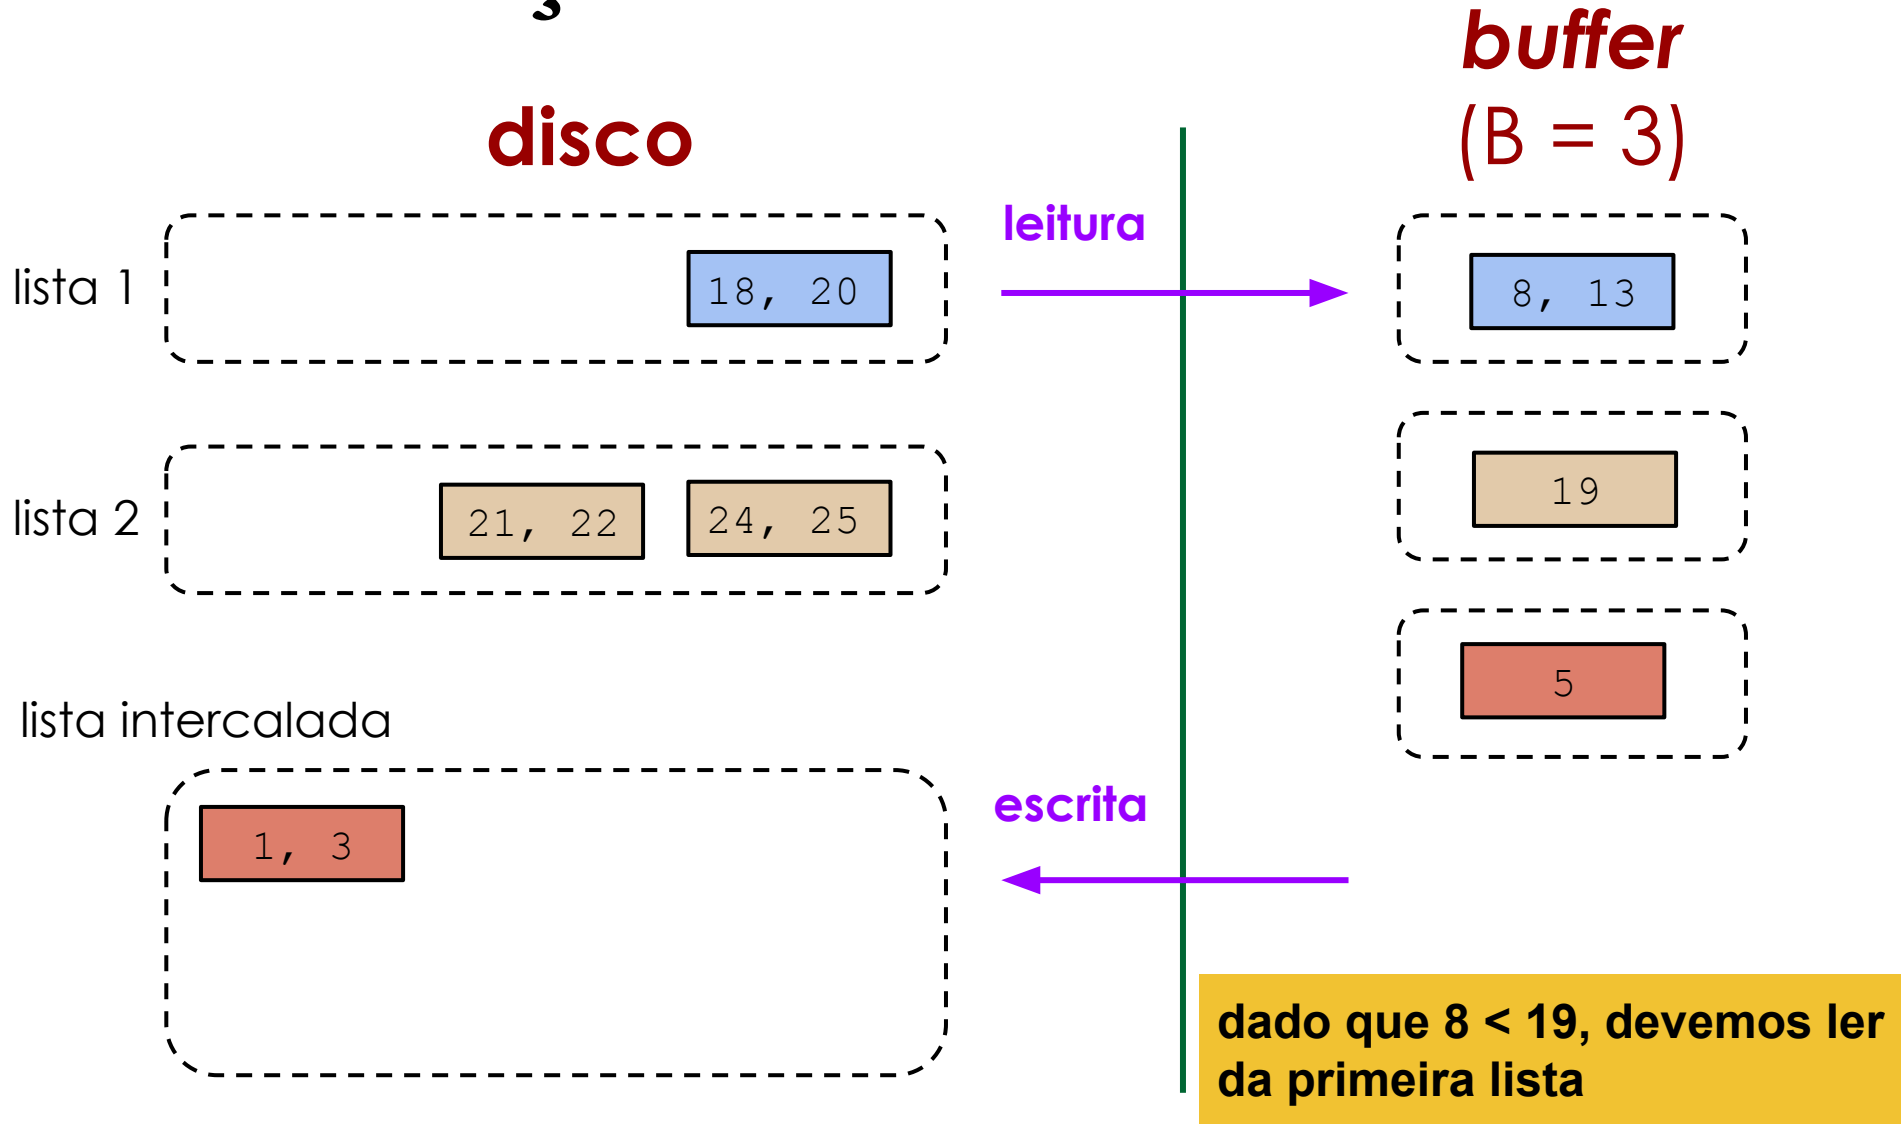 buffer
(B = 3)
disco
leitura
lista 1
18, 20
8, 13
lista 2
21, 22
24, 25
19
5
lista intercalada
1, 3
escrita
dado que 8 < 19, devemos ler
da primeira lista